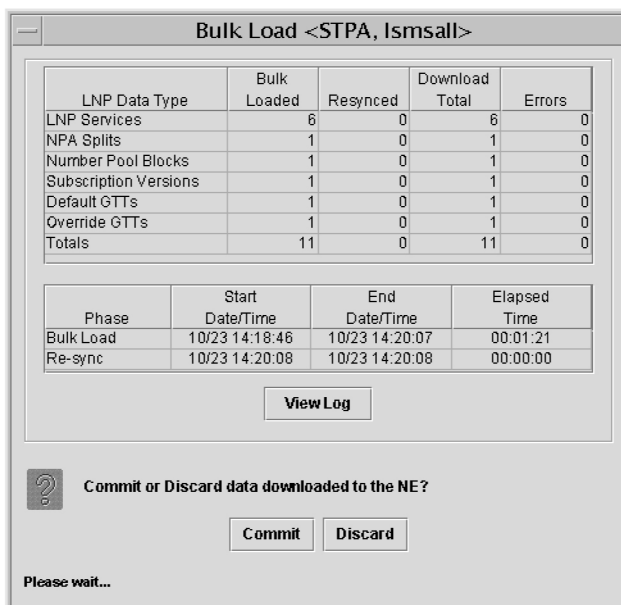 Bulk Load <STPA, lsmsall>
LNP Data Type Bulk Loaded Resynced Download Total Errors
LNP Services 6 0 6 0
NPA Splits 1 0 1 0
Number Pool Blocks 1 0 1 0
Subscription Versions 1 0 1 0
Default GTTs 1 0 1 0
Override GTTs 1 0 1 0
Totals 11 0 11 0
Phase Start Date/Time End Date/Time Elapsed Time
Bulk Load 10/23 14:18:46 10/23 14:20:07 00:01:21
Re-sync 10/23 14:20:08 10/23 14:20:08 00:00:00
View Log
Commit or Discard data downloaded to the NE?
Commit Discard
Please wait...